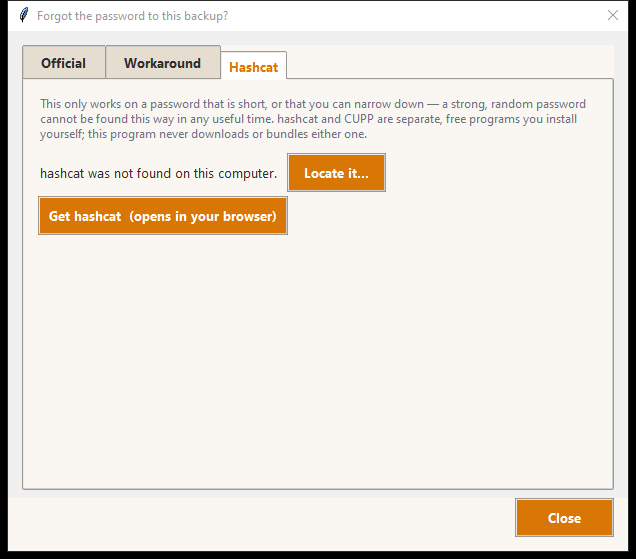 Forgot the password to this backup?
Official
Workaround
Hashcat
This only works on a password that is short, or that you can narrow down — a strong, random password
cannot be found this way in any useful time. hashcat and CUPP are separate, free programs you install
yourself; this program never downloads or bundles either one.
hashcat was not found on this computer.
Locate it...
Get hashcat (opens in your browser)
Close